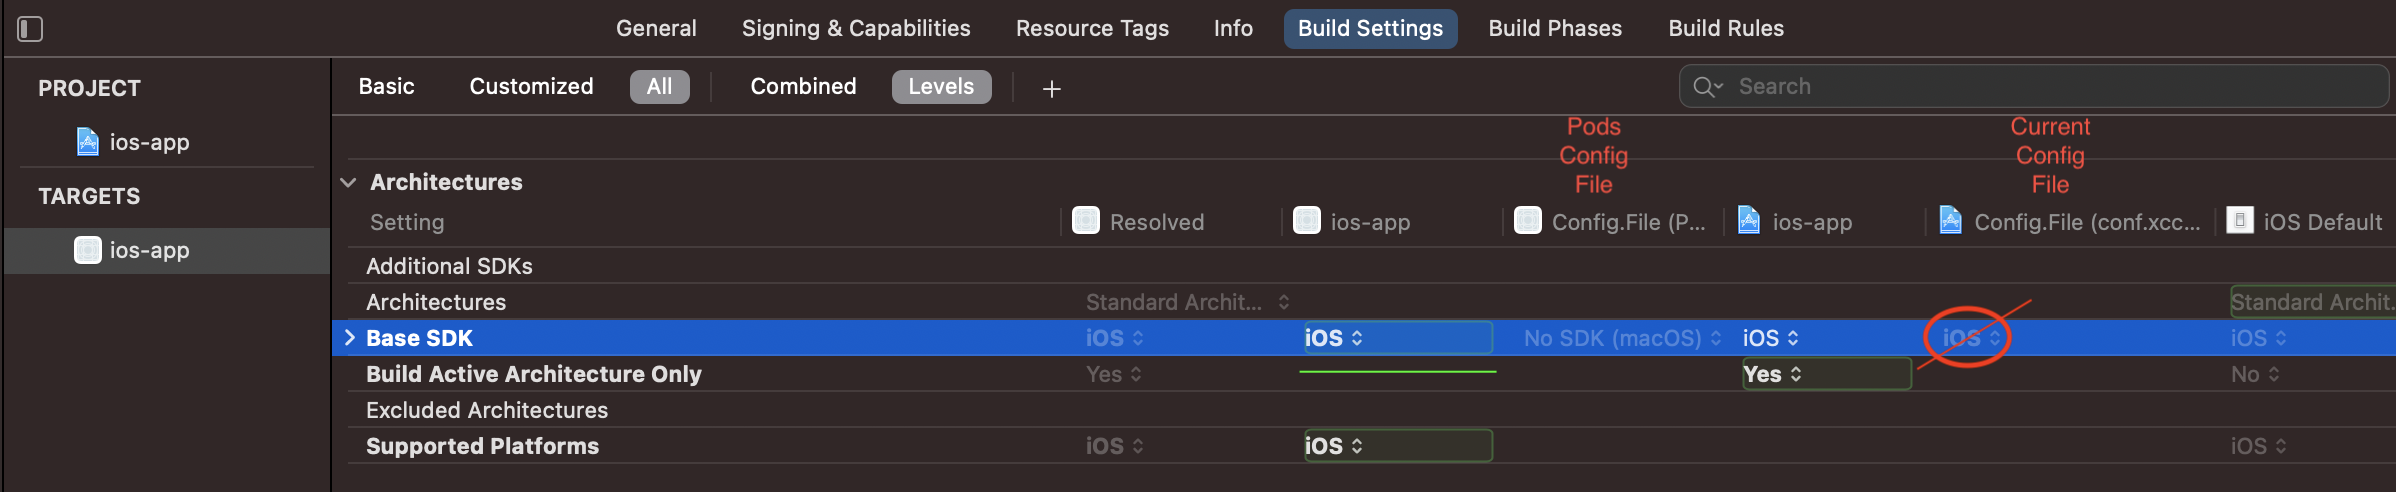 General Signing & Capabilities Resource Tags Info Build Settings Build Phases Build Rules
PROJECT
ios-app
TARGETS
ios-app
Basic Customized All Combined Levels + Search
Pods
Config
File
Current
Config
File
Architectures
Setting Resolved ios-app Config.File (P... ios-app Config.File (conf.xcc... iOS Default
Additional SDKs
Architectures Standard Archit... Standard Archit.
Base SDK iOS iOS No SDK (macOS) iOS iOS iOS
Build Active Architecture Only Yes Yes No
Excluded Architectures
Supported Platforms iOS iOS iOS